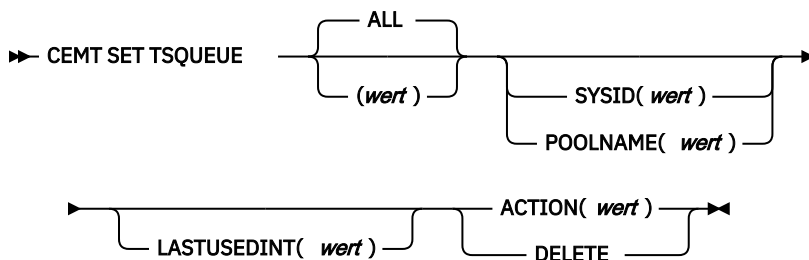 ALL
CEMT SET TSQUEUE
(wert )
SYSID( wert )
POOLNAME( wert )
ACTION( wert )
LASTUSEDINT( wert )
DELETE